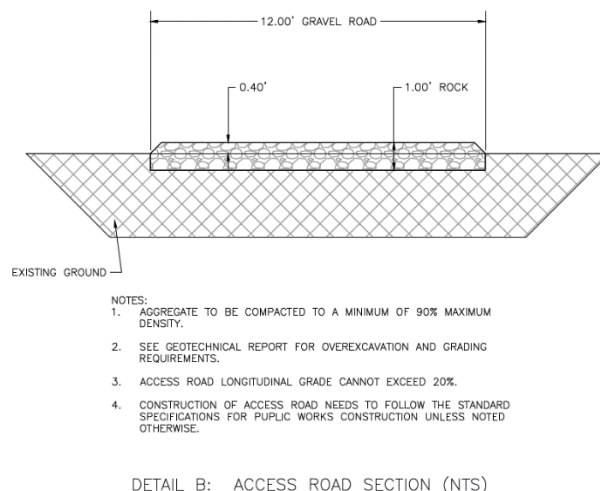 12.00' GRAVEL ROAD
0.40'
1.00' ROCK
EXISTING GROUND
NOTES:
1. AGGREGATE TO BE COMPACTED TO A MINIMUM OF 90% MAXIMUM
DENSITY.
2. SEE GEOTECHNICAL REPORT FOR OVEREXCAVATION AND GRADING
REQUIREMENTS.
3. ACCESS ROAD LONGITUDINAL GRADE CANNOT EXCEED 20%.
4. CONSTRUCTION OF ACCESS ROAD NEEDS TO FOLLOW THE STANDARD
SPECIFICATIONS FOR PUPLIC WORKS CONSTRUCTION UNLESS NOTED
OTHERWISE.
DETAIL B: ACCESS ROAD SECTION (NTS)